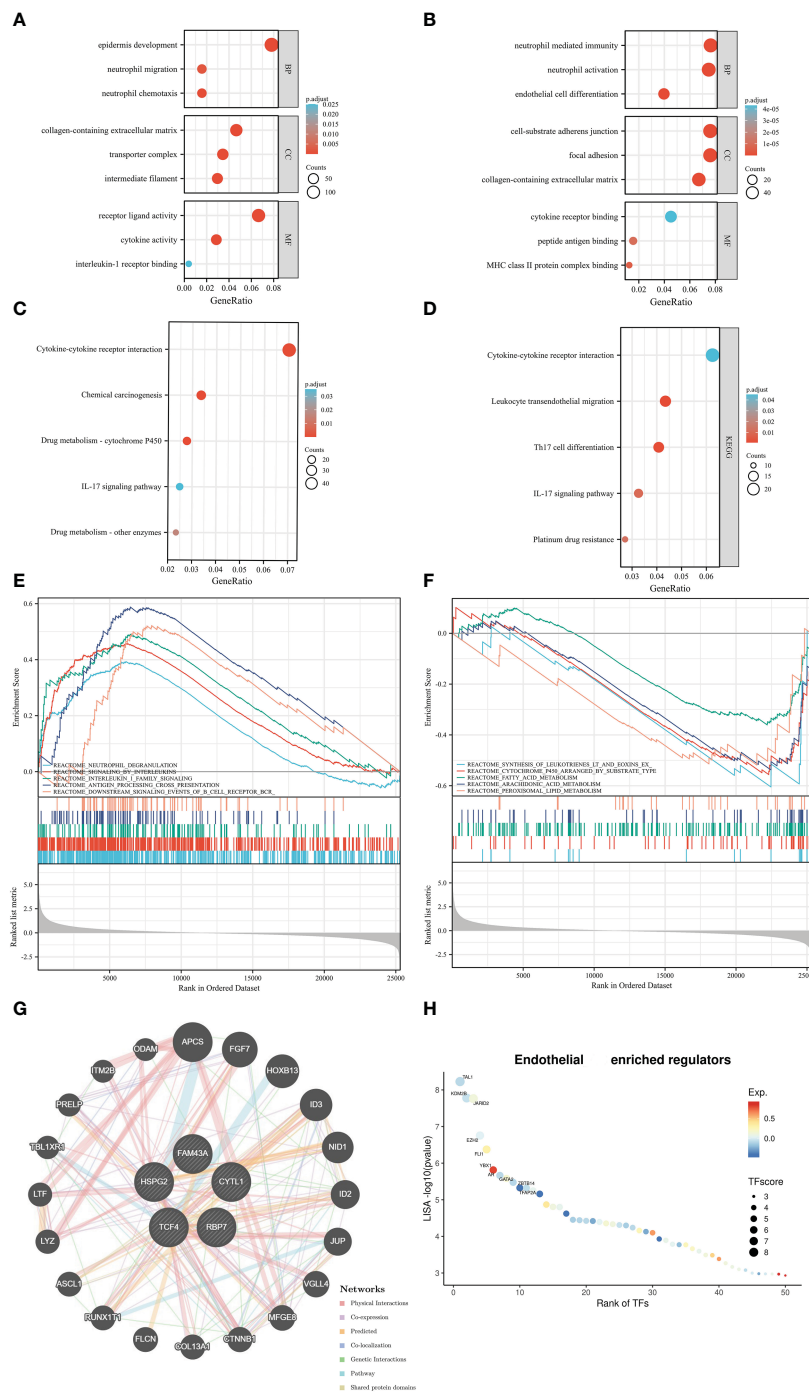 A
epidermis development
neutrophil migration
neutrophil chemotaxis
BP
collagen-containing extracellular matrix
transporter complex
intermediate filament
CC
receptor ligand activity
cytokine activity
interleukin-1 receptor binding
MF
0.00 0.02 0.04 0.06 0.08
GeneRatio
p.adjust
0.025
0.020
0.015
0.010
0.005
Counts
50
100
B
neutrophil mediated immunity
neutrophil activation
endothelial cell differentiation
BP
cell-substrate adherens junction
focal adhesion
collagen-containing extracellular matrix
CC
cytokine receptor binding
peptide antigen binding
MHC class II protein complex binding
MF
0.02 0.04 0.06 0.08
GeneRatio
p.adjust
4e-05
3e-05
2e-05
1e-05
Counts
20
40
C
Cytokine-cytokine receptor interaction
Chemical carcinogenesis
Drug metabolism - cytochrome P450
IL-17 signaling pathway
Drug metabolism - other enzymes
0.02 0.03 0.04 0.05 0.06 0.07
GeneRatio
p.adjust
0.03
0.02
0.01
Counts
20
30
40
D
Cytokine-cytokine receptor interaction
Leukocyte transendothelial migration
Th17 cell differentiation
IL-17 signaling pathway
Platinum drug resistance
KEGG
0.03 0.04 0.05 0.06
GeneRatio
p.adjust
0.04
0.03
0.02
0.01
Counts
10
15
20
E
0.6
0.4
0.2
0.0
Enrichment Score
REACTOME_NEUTROPHIL_DEGRANULATION
REACTOME_SIGNALING_BY_INTERLEUKINS
REACTOME_INTERLEUKIN_1_FAMILY_SIGNALING
REACTOME_ANTIGEN_PROCESSING_CROSS_PRESENTATION
REACTOME_DOWNSTREAM_SIGNALING_EVENTS_OF_B_CELL_RECEPTOR_BCR_
5.0
2.5
0.0
-2.5
Ranked list metric
5000 10000 15000 20000 25000
Rank in Ordered Dataset
F
0.0
-0.2
-0.4
-0.6
Enrichment Score
REACTOME_SYNTHESIS_OF_LEUKOTRIENES_LT_AND_EOXINS_EX_
REACTOME_CYTOCHROME_P450_ARRANGED_BY_SUBSTRATE_TYPE
REACTOME_FATTY_ACID_METABOLISM
REACTOME_ARACHIDONIC_ACID_METABOLISM
REACTOME_PEROXISOMAL_LIPID_METABOLISM
5.0
2.5
0.0
-2.5
Ranked list metric
5000 10000 15000 20000 250
Rank in Ordered Dataset
G
APCS
FGF7
HOXB13
ID3
NID1
ID2
JUP
VGLL4
MFGE8
CTNNB1
COL13A1
FLCN
RUNX1T1
ASCL1
LYZ
LTF
TBL1XR1
PRELP
ITM2B
ODAM
FAM43A
HSPG2
CYTL1
TCF4
RBP7
Networks
Physical Interactions
Co-expression
Predicted
Co-localization
Genetic Interactions
Pathway
Shared protein domains
H
Endothelial enriched regulators
8
7
6
5
4
3
LISA -log10(pvalue)
TAL1
KDM2B
JARID2
EZH2
FLI1
YBX1
AR
GATA2
ZBTB14
TFAP2A
0 10 20 30 40 50
Rank of TFs
Exp.
0.5
0.0
TFscore
3
4
5
6
7
8